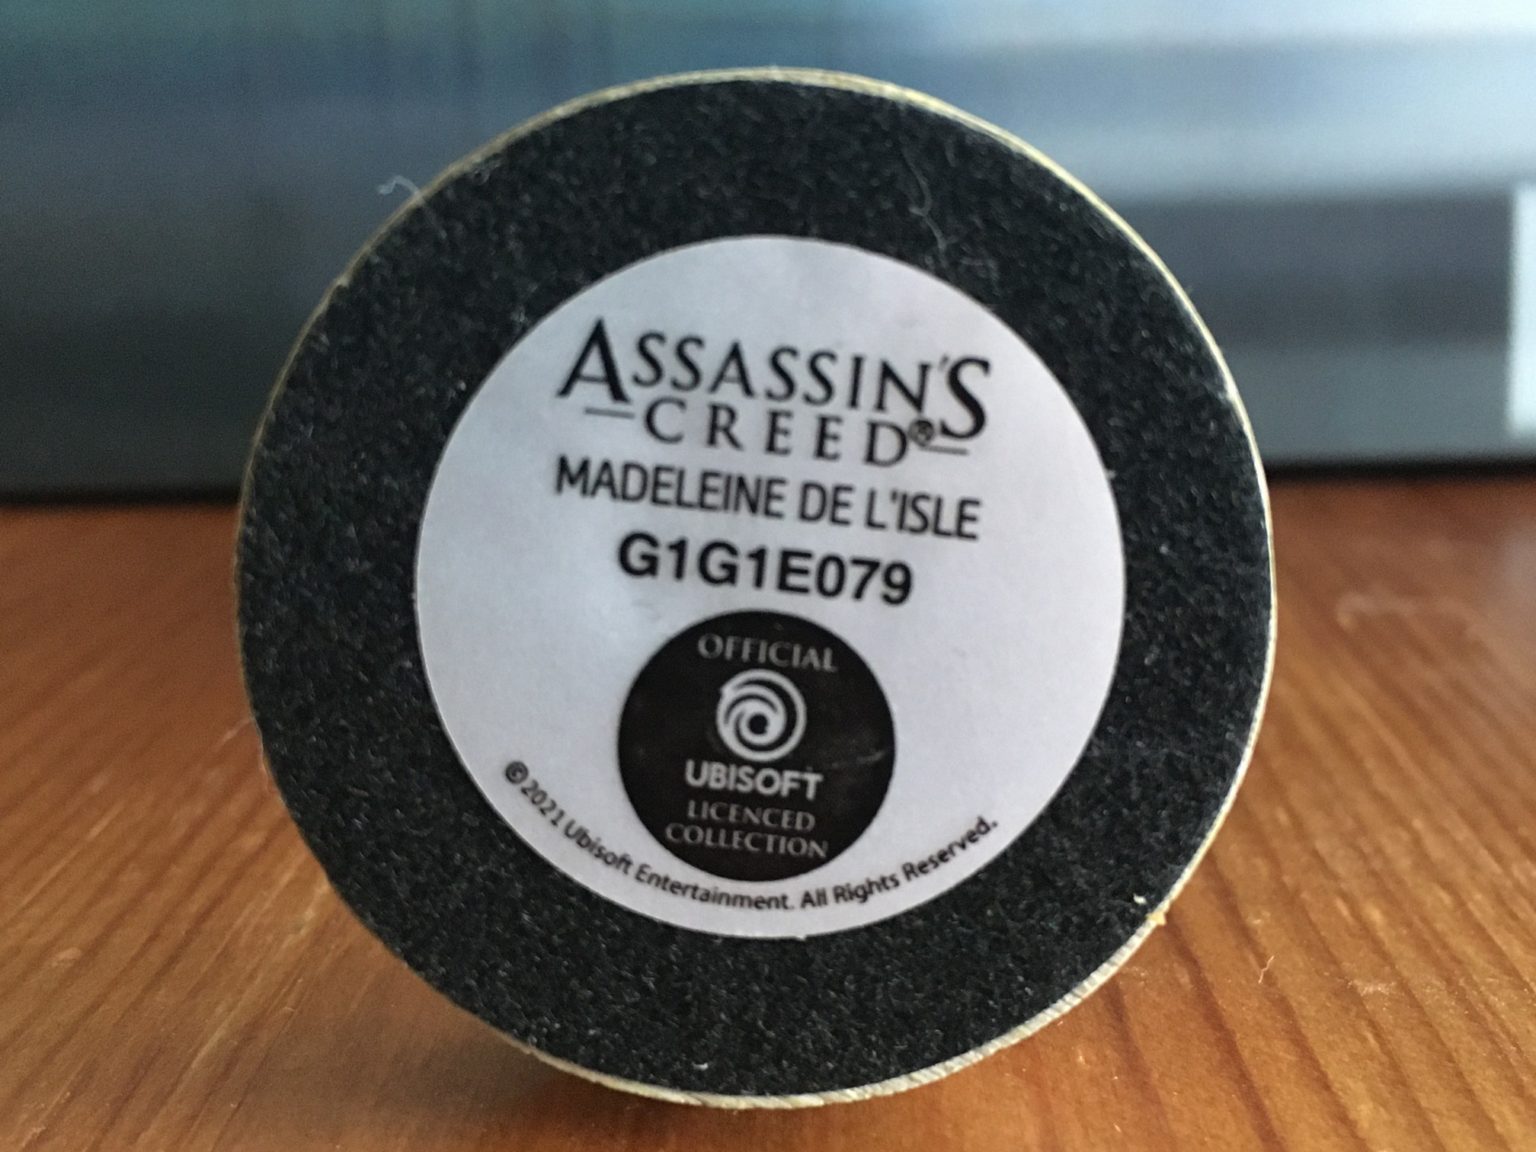 ASSASSIN'S
CREED®
MADELEINE DE L'ISLE
G1G1E079
OFFICIAL
UBISOFT
LICENCED
COLLECTION
©2021 Ubisoft Entertainment. All Rights Reserved.